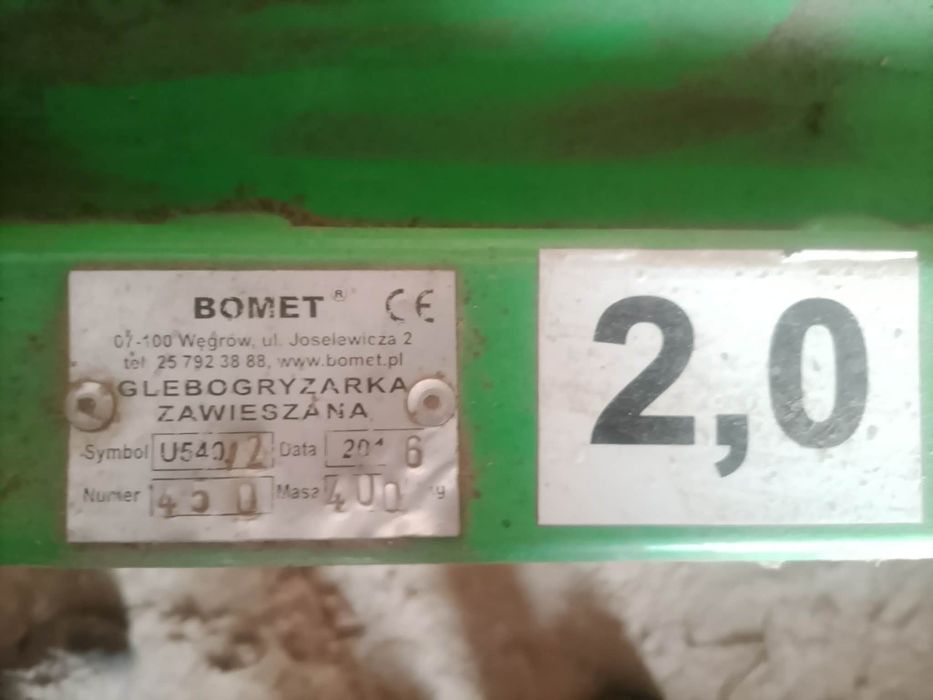 BOMET ® CE
07-100 Węgrów, ul. Joselewicza 2
tel. 25 792 38 88, www.bomet.pl
GLEBOGRYZARKA
ZAWIESZANA
Symbol U540/2 Data 2016
Numer 450 Masa 400 kg
2,0